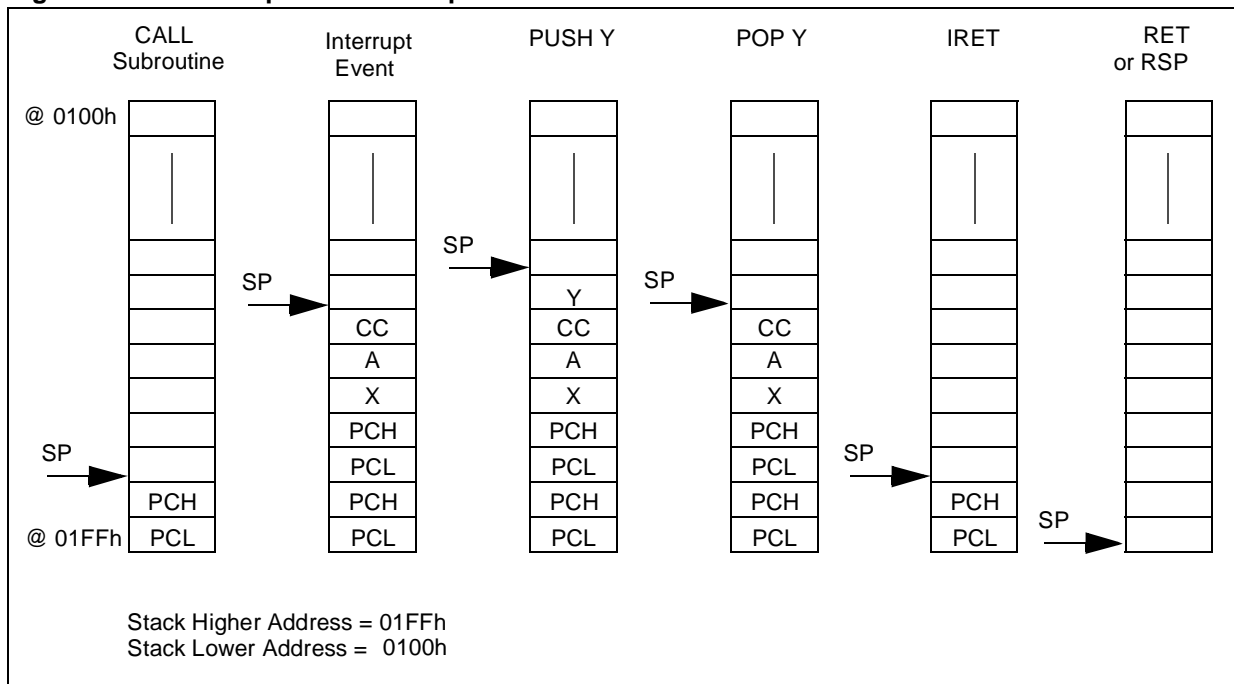 CALL
Subroutine
Interrupt
Event
PUSH Y
POP Y
IRET
RET
or RSP
@ 0100h
SP
SP
SP
Y
CC
CC
CC
A
A
A
X
X
X
PCH
PCH
PCH
SP
SP
PCL
PCL
PCL
PCH
PCH
PCH
PCH
PCH
SP
@ 01FFh
PCL
PCL
PCL
PCL
PCL
Stack Higher Address = 01FFh
Stack Lower Address = 0100h